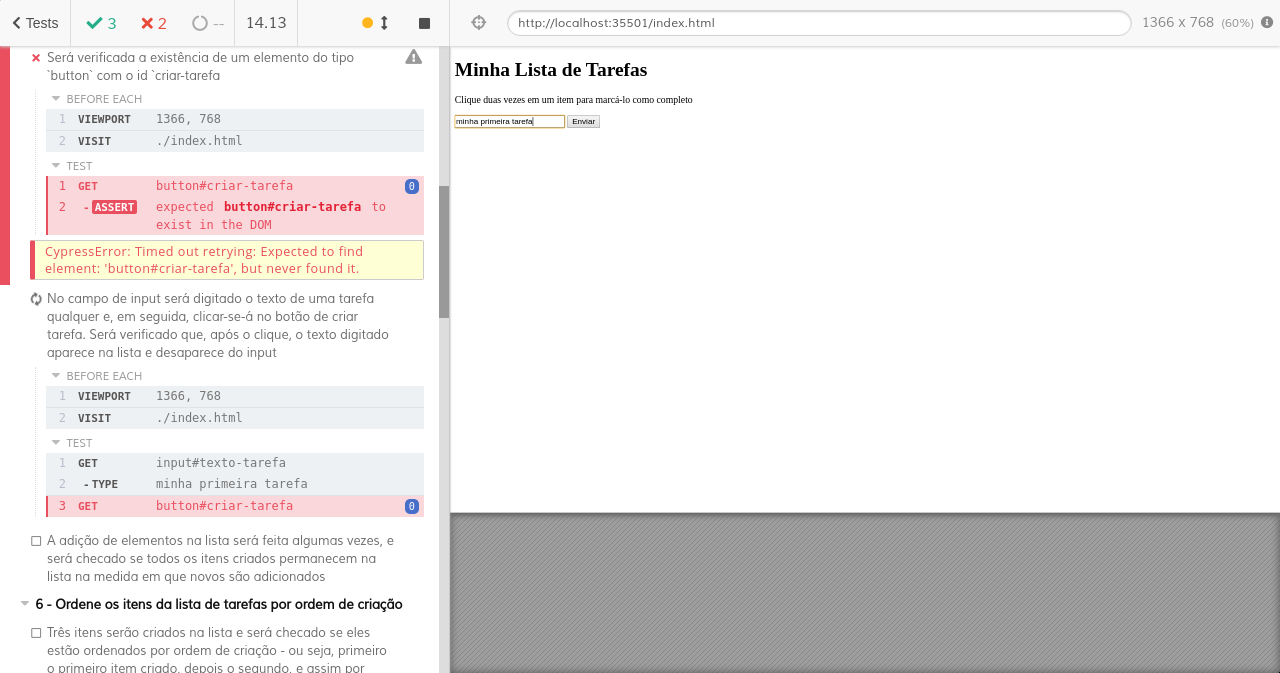 Tests 3 2 -- 14.13 http://localhost:35501/index.html 1366 x 768 (60%)
Será verificada a existência de um elemento do tipo
`button` com o id `criar-tarefa
BEFORE EACH
1 VIEWPORT 1366, 768
2 VISIT ./index.html
TEST
1 GET button#criar-tarefa 0
2 -ASSERT expected button#criar-tarefa to
exist in the DOM
CypressError: Timed out retrying: Expected to find
element: 'button#criar-tarefa', but never found it.
No campo de input será digitado o texto de uma tarefa
qualquer e, em seguida, clicar-se-á no botão de criar
tarefa. Será verificado que, após o clique, o texto digitado
aparece na lista e desaparece do input
BEFORE EACH
1 VIEWPORT 1366, 768
2 VISIT ./index.html
TEST
1 GET input#texto-tarefa
2 -TYPE minha primeira tarefa
3 GET button#criar-tarefa 0
A adição de elementos na lista será feita algumas vezes, e
será checado se todos os itens criados permanecem na
lista na medida em que novos são adicionados
6 - Ordene os itens da lista de tarefas por ordem de criação
Três itens serão criados na lista e será checado se eles
estão ordenados por ordem de criação - ou seja, primeiro
o primeiro item criado, depois o segundo, e assim por
Minha Lista de Tarefas
Clique duas vezes em um item para marcá-lo como completo
minha primeira tarefa Enviar